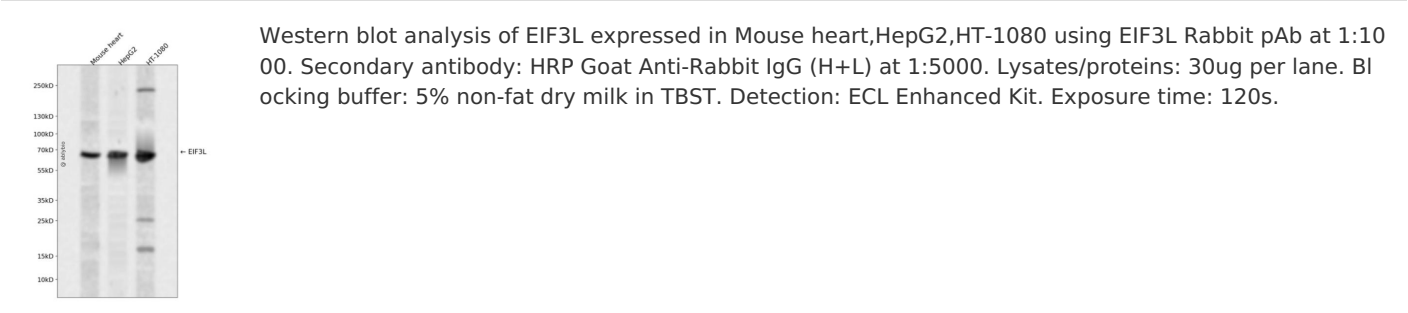 Mouse heart
HepG2
HT-1080
250kD
130kD
100kD
70kD
55kD
35kD
25kD
15kD
10kD
← EIF3L
Western blot analysis of EIF3L expressed in Mouse heart,HepG2,HT-1080 using EIF3L Rabbit pAb at 1:10
00. Secondary antibody: HRP Goat Anti-Rabbit IgG (H+L) at 1:5000. Lysates/proteins: 30ug per lane. Bl
ocking buffer: 5% non-fat dry milk in TBST. Detection: ECL Enhanced Kit. Exposure time: 120s.